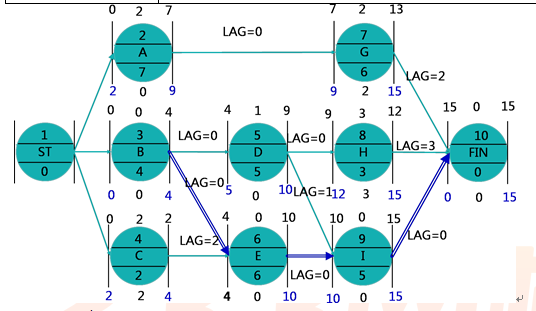 0 2 7
7 2 13
2
A
7
LAG=0
7
G
6
2 0 9
9 2 15
LAG=2
0 0 4
4 1 9
9 3 12
15 0 15
1
ST
0
3
B
4
LAG=0
5
D
5
LAG=0
8
H
3
LAG=3
10
FIN
0
0 0 4
LAG=0
5 0 10
LAG=1
12 3 15
0 0 15
0 2 2
4 0 10
10 0 15
4
C
2
LAG=2
6
E
6
LAG=0
9
I
5
LAG=0
2 2 4
4 0 10
10 0 15